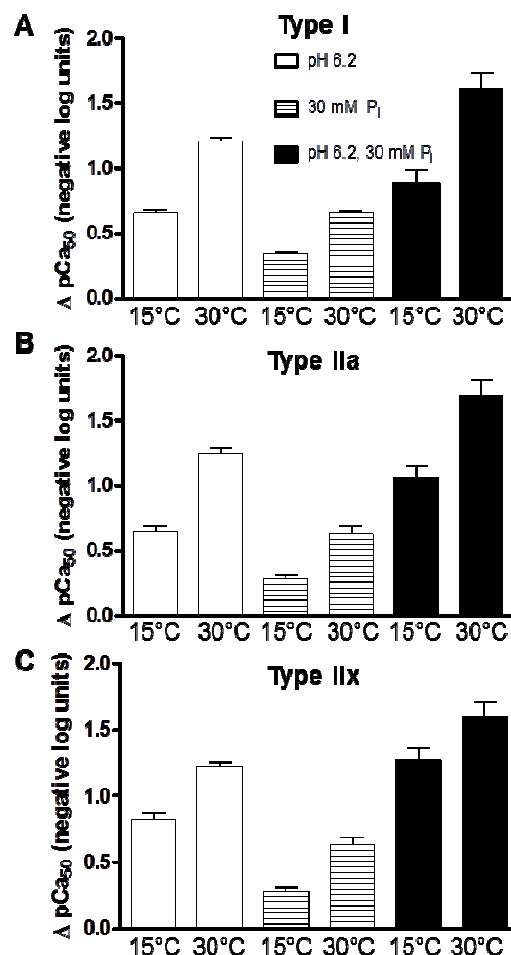 A
Type I
pH 6.2
30 mM Pi
pH 6.2, 30 mM Pi
Δ pCa50 (negative log units)
2.0
1.5
1.0
0.5
0.0
15°C 30°C 15°C 30°C 15°C 30°C
B
Type IIa
Δ pCa50 (negative log units)
2.0
1.5
1.0
0.5
0.0
15°C 30°C 15°C 30°C 15°C 30°C
C
Type IIx
Δ pCa50 (negative log units)
2.0
1.5
1.0
0.5
0.0
15°C 30°C 15°C 30°C 15°C 30°C